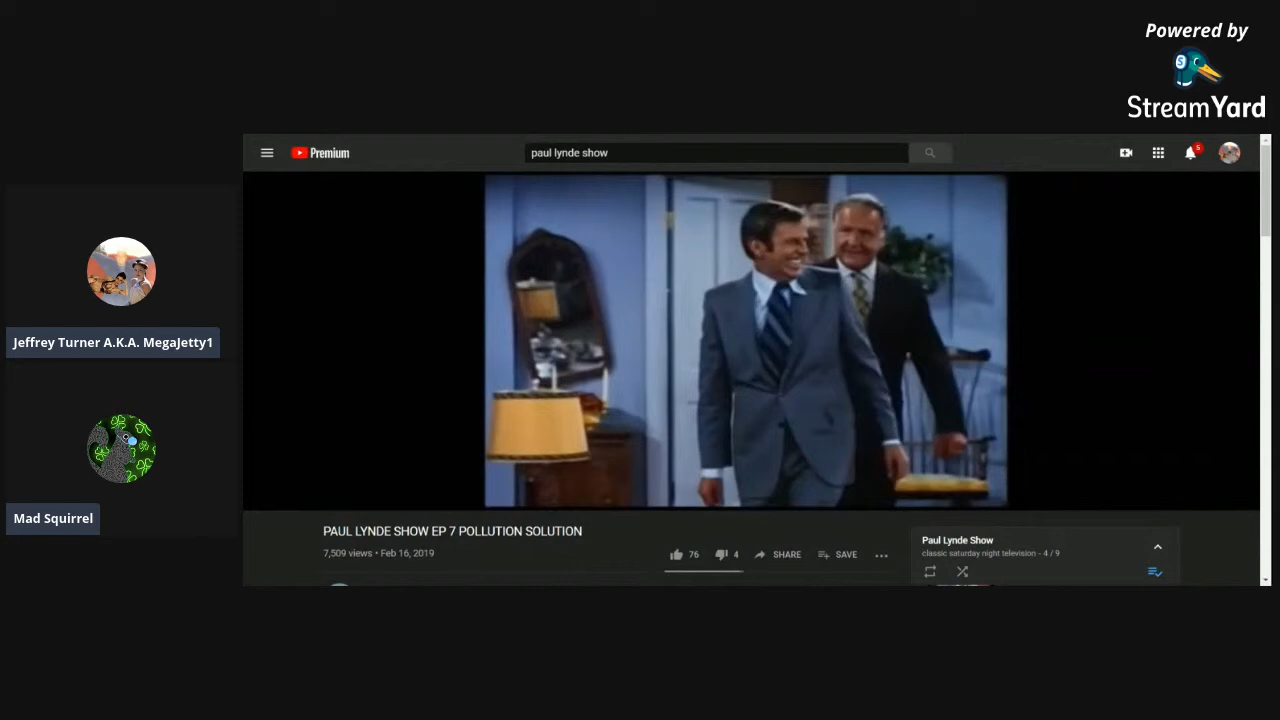 Powered by
StreamYard
Premium
paul lynde show
5
Jeffrey Turner A.K.A. MegaJetty1
Mad Squirrel
PAUL LYNDE SHOW EP 7 POLLUTION SOLUTION
7,509 views • Feb 16, 2019
76
4
SHARE
SAVE
Paul Lynde Show
classic saturday night television - 4 / 9